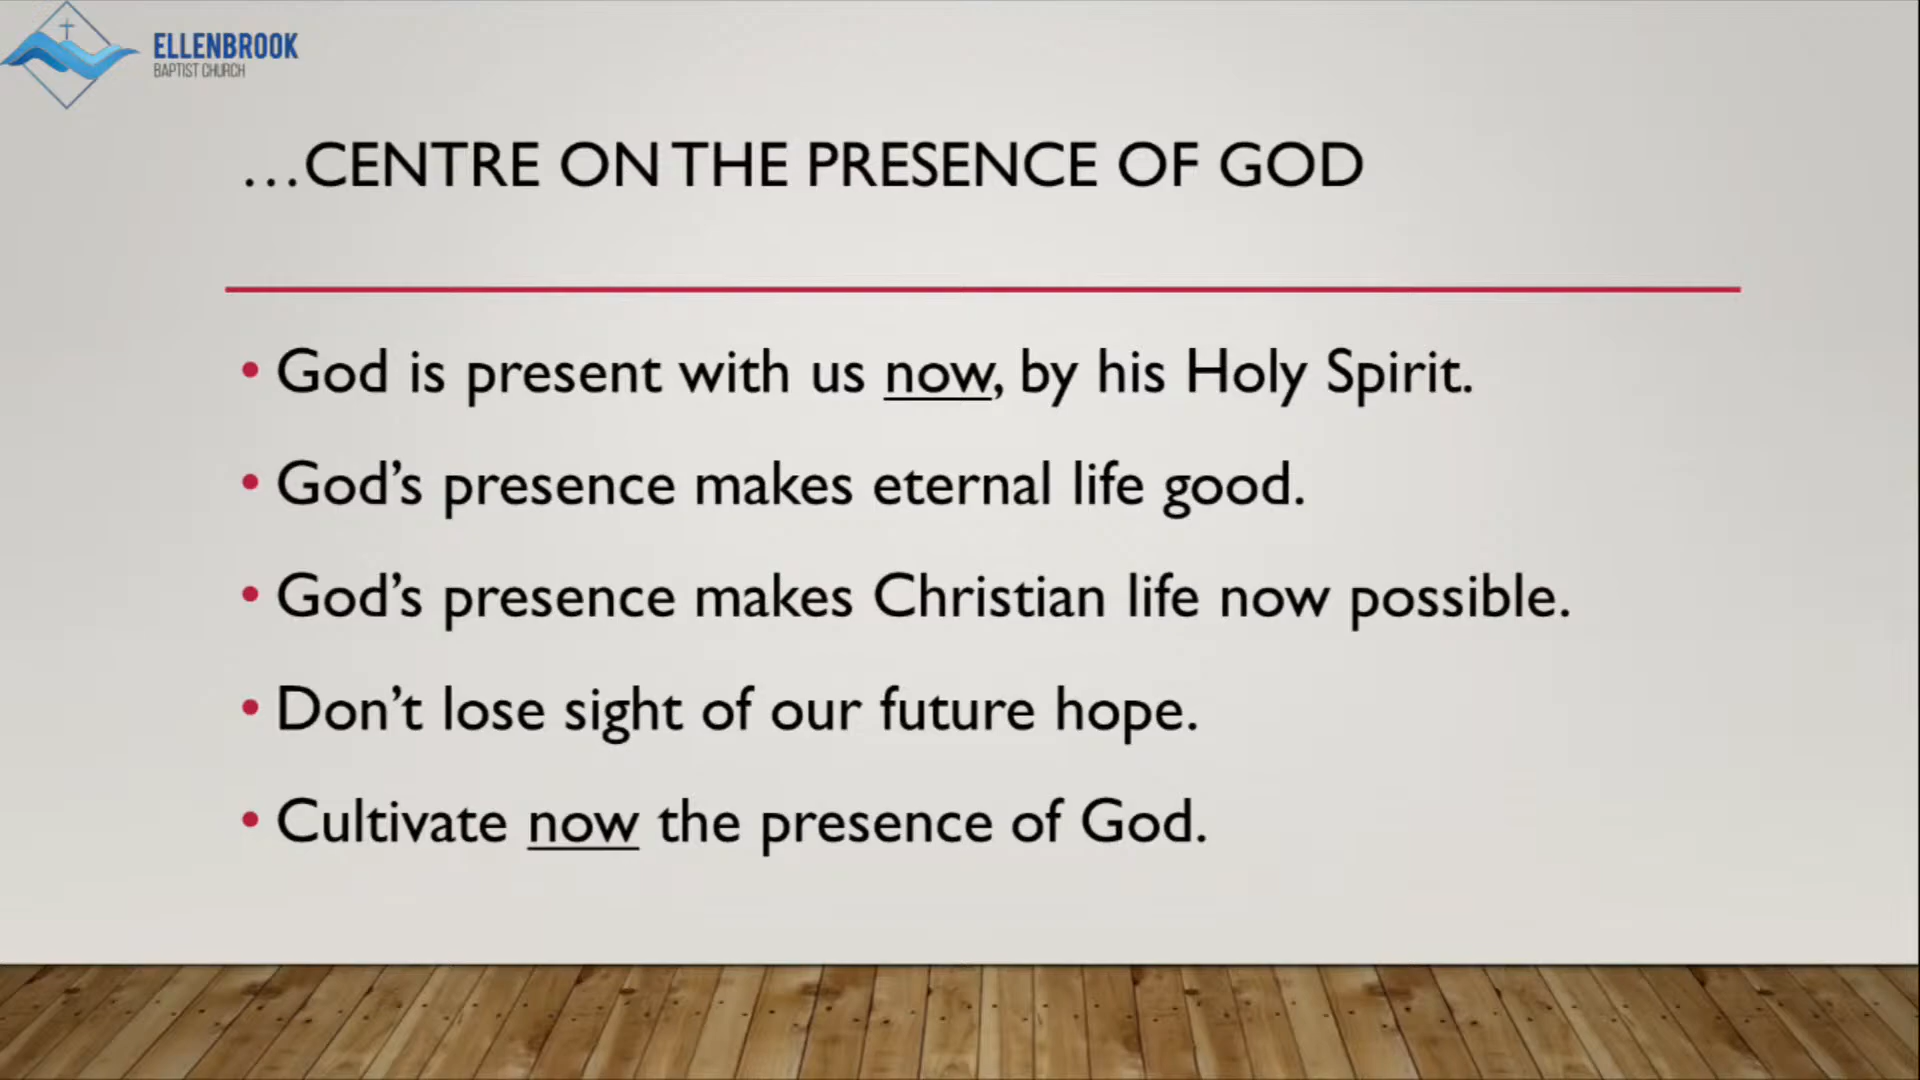 ELLENBROOK
BAPTIST CHURCH
…CENTRE ON THE PRESENCE OF GOD
• God is present with us now, by his Holy Spirit.
• God’s presence makes eternal life good.
• God’s presence makes Christian life now possible.
• Don’t lose sight of our future hope.
• Cultivate now the presence of God.